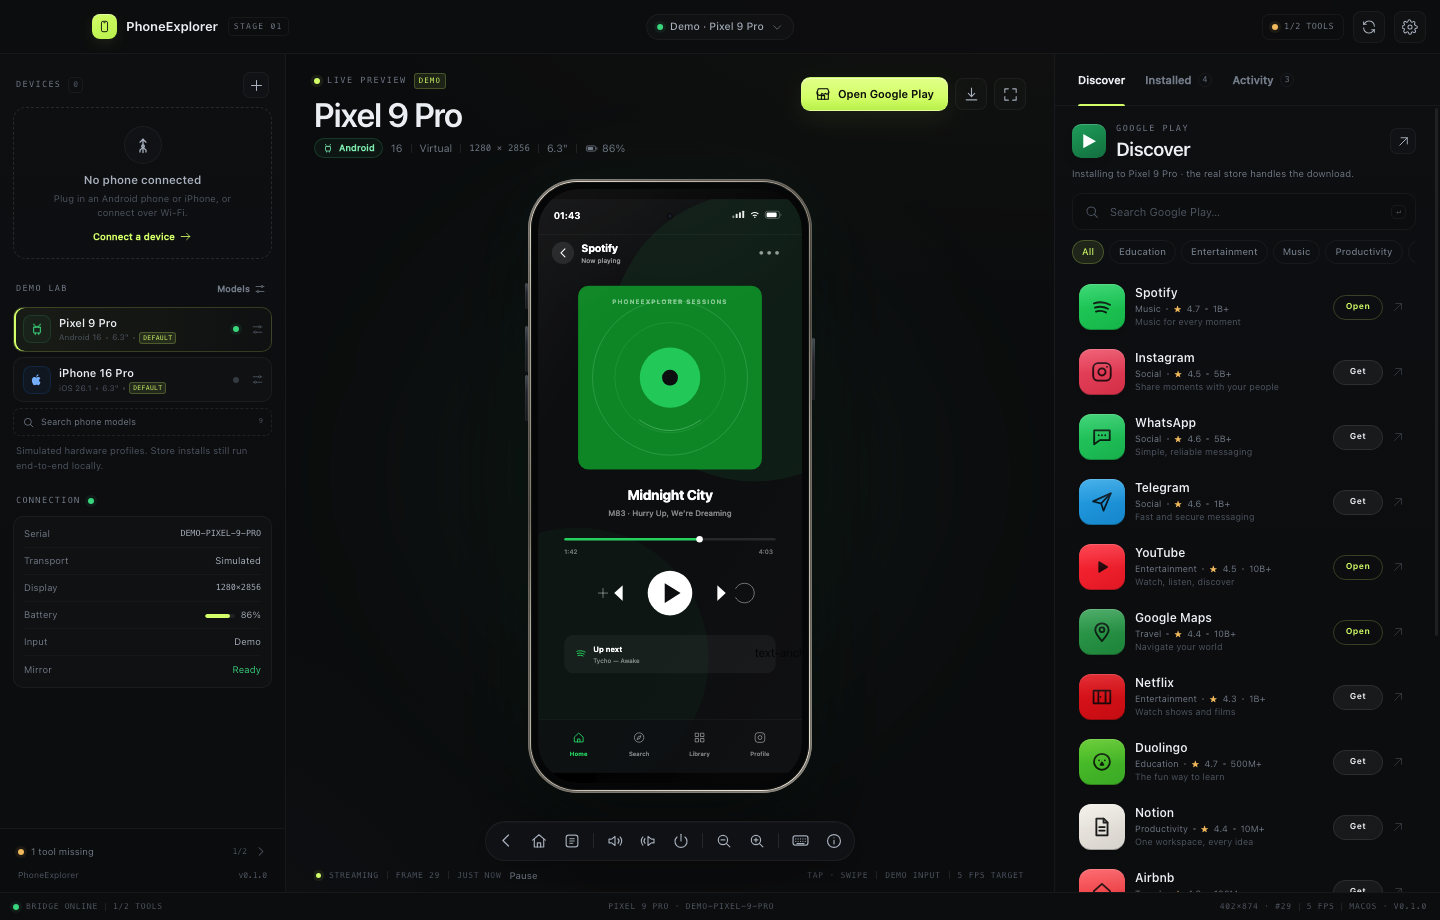 PhoneExplorer STAGE 01
Demo · Pixel 9 Pro
1/2 TOOLS
DEVICES 0
No phone connected
Plug in an Android phone or iPhone, or
connect over Wi-Fi.
Connect a device →
DEMO LAB Models
Pixel 9 Pro
Android 16 · 6.3" · DEFAULT
iPhone 16 Pro
iOS 26.1 · 6.3" · DEFAULT
Search phone models 9
Simulated hardware profiles. Store installs still run
end-to-end locally.
CONNECTION
Serial DEMO-PIXEL-9-PRO
Transport Simulated
Display 1280×2856
Battery 86%
Input Demo
Mirror Ready
1 tool missing 1/2
PhoneExplorer v0.1.0
LIVE PREVIEW DEMO
Pixel 9 Pro
Android 16 | Virtual | 1280 × 2856 | 6.3" | 86%
Open Google Play
01:43
Spotify
Now playing
PHONEEXPLORER SESSIONS
Midnight City
M83 · Hurry Up, We're Dreaming
1:42 4:03
Up next
Tycho — Awake
text-anc
Home Search Library Profile
STREAMING | FRAME 29 | JUST NOW Pause
TAP · SWIPE | DEMO INPUT | 5 FPS TARGET
Discover Installed 4 Activity 3
GOOGLE PLAY
Discover
Installing to Pixel 9 Pro · the real store handles the download.
Search Google Play...
All Education Entertainment Music Productivity
Spotify
Music · ★ 4.7 · 1B+
Music for every moment
Open
Instagram
Social · ★ 4.5 · 5B+
Share moments with your people
Get
WhatsApp
Social · ★ 4.6 · 5B+
Simple, reliable messaging
Get
Telegram
Social · ★ 4.6 · 1B+
Fast and secure messaging
Get
YouTube
Entertainment · ★ 4.5 · 10B+
Watch, listen, discover
Open
Google Maps
Travel · ★ 4.4 · 10B+
Navigate your world
Open
Netflix
Entertainment · ★ 4.3 · 1B+
Watch shows and films
Get
Duolingo
Education · ★ 4.7 · 500M+
The fun way to learn
Get
Notion
Productivity · ★ 4.4 · 10M+
One workspace, every idea
Get
Airbnb
Get
BRIDGE ONLINE | 1/2 TOOLS
PIXEL 9 PRO · DEMO-PIXEL-9-PRO
402×874 · #29 | 5 FPS | MACOS · V0.1.0